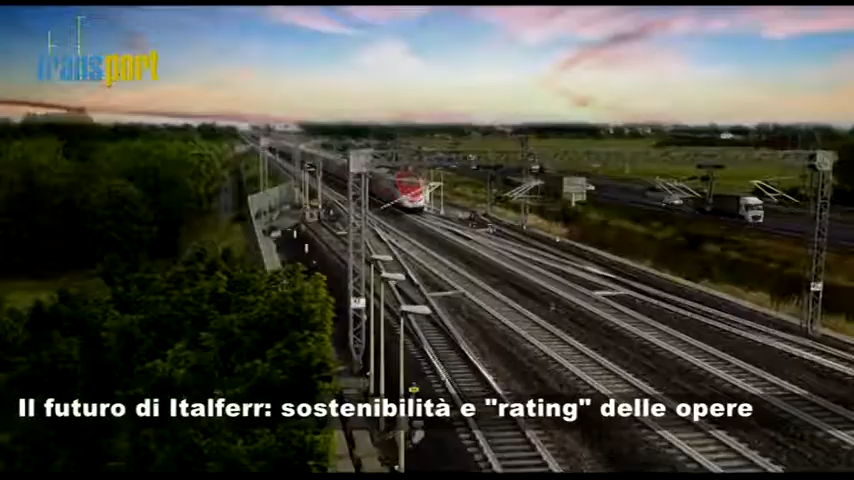 transport
Il futuro di Italferr: sostenibilità e "rating" delle opere